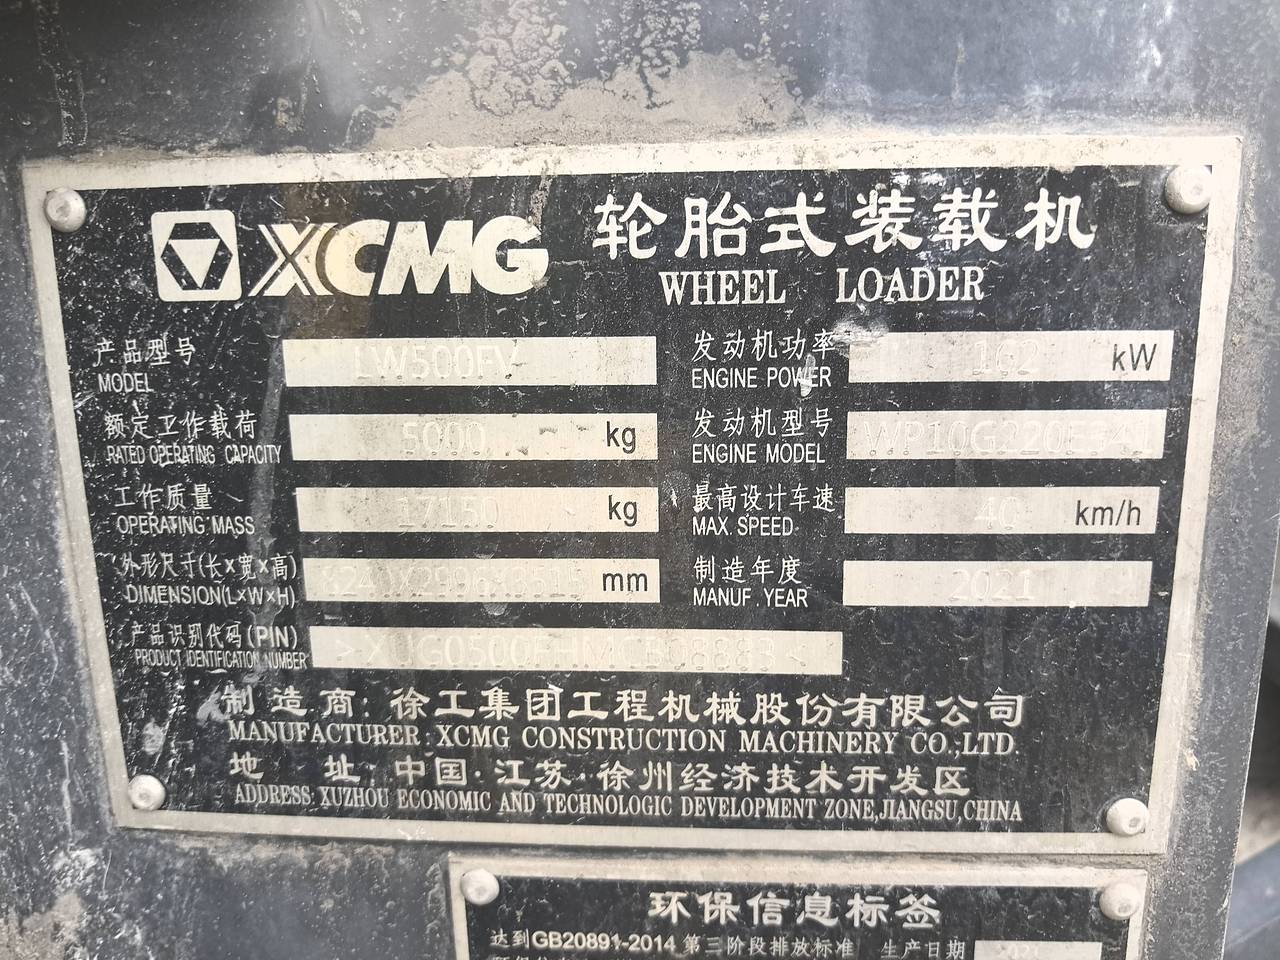 XCMG 轮胎式装载机
WHEEL LOADER
产品型号 LW500FV
MODEL
发动机功率 162 kW
ENGINE POWER
额定工作载荷 5000 kg
RATED OPERATING CAPACITY
发动机型号
ENGINE MODEL
工作质量 17150 kg
OPERATING MASS
最高设计车速 40 km/h
MAX. SPEED
外形尺寸(长×宽×高) mm
DIMENSION(L×W×H)
制造年度 2021
MANUF. YEAR
产品识别代码(PIN)
PRODUCT IDENTIFICATION NUMBER
制造商:徐工集团工程机械股份有限公司
MANUFACTURER: XCMG CONSTRUCTION MACHINERY CO.,LTD.
地 址:中国·江苏·徐州经济技术开发区
ADDRESS: XUZHOU ECONOMIC AND TECHNOLOGIC DEVELOPMENT ZONE,JIANGSU,CHINA
环保信息标签
达到GB20891-2014 第三阶段排放标准 生产日期